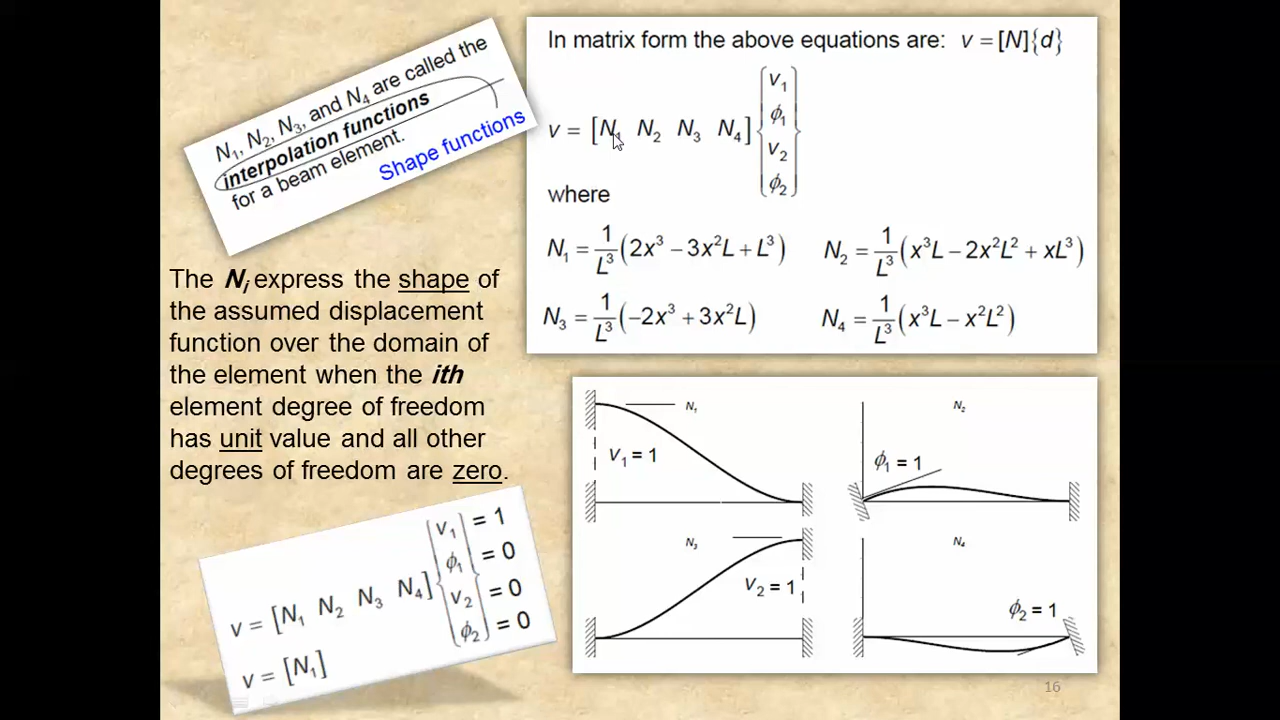 N₁, N₂, N₃, and N₄ are called the
interpolation functions
for a beam element.
Shape functions
In matrix form the above equations are: v = [N]{d}
v = [N₁ N₂ N₃ N₄] {v₁ ϕ₁ v₂ ϕ₂}
where
N₁ = 1/L³ (2x³ − 3x²L + L³) N₂ = 1/L³ (x³L − 2x²L² + xL³)
N₃ = 1/L³ (−2x³ + 3x²L) N₄ = 1/L³ (x³L − x²L²)
The Nᵢ express the shape of
the assumed displacement
function over the domain of
the element when the ith
element degree of freedom
has unit value and all other
degrees of freedom are zero.
v = [N₁ N₂ N₃ N₄] {v₁ ϕ₁ v₂ ϕ₂} = 1 = 0 = 0 = 0
v = [N₁]
N₁
v₁ = 1
N₂
ϕ₁ = 1
N₃
v₂ = 1
N₄
ϕ₂ = 1
16